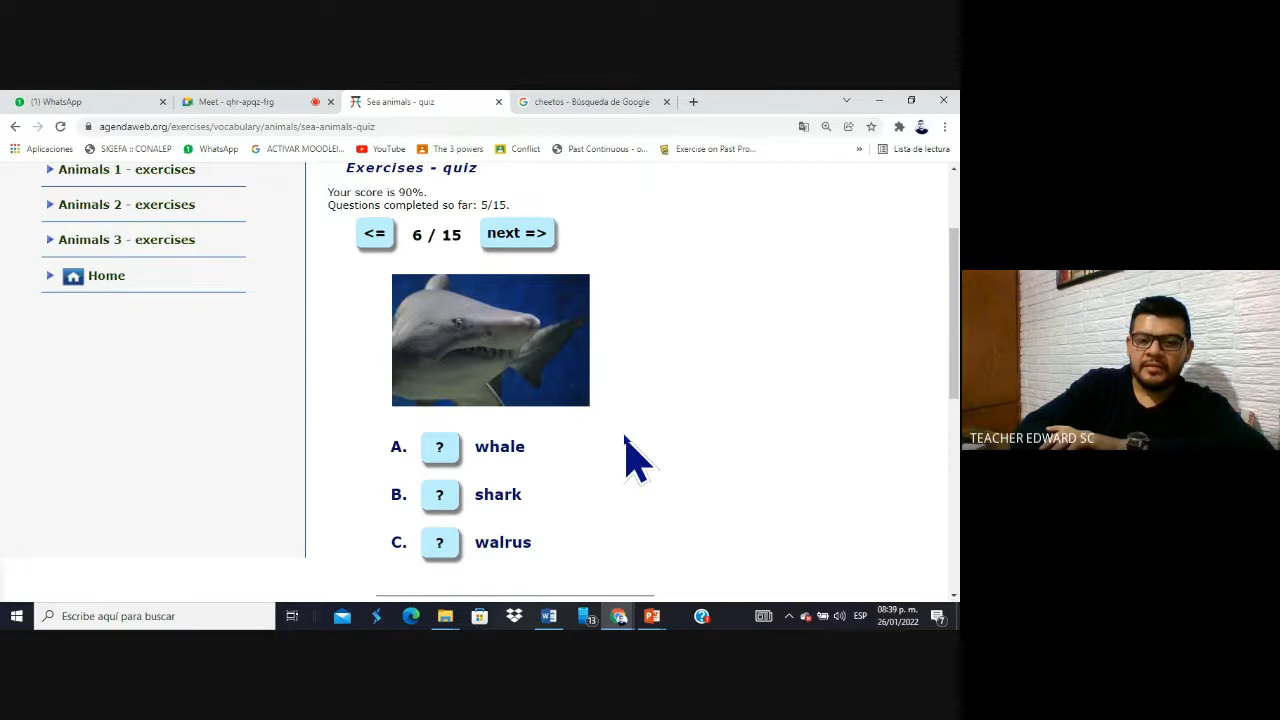 (1) WhatsApp
Meet - qhr-apqz-frg
Sea animals - quiz
cheetos - Búsqueda de Google
agendaweb.org/exercises/vocabulary/animals/sea-animals-quiz
Aplicaciones
SIGEFA :: CONALEP
WhatsApp
ACTIVAR MOODLEI...
YouTube
The 3 powers
Conflict
Past Continuous - o...
Exercise on Past Pro...
»
Lista de lectura
Animals 1 - exercises
Animals 2 - exercises
Animals 3 - exercises
Home
Exercises - quiz
Your score is 90%.
Questions completed so far: 5/15.
<= 6 / 15 next =>
A. ? whale
B. ? shark
C. ? walrus
TEACHER EDWARD SC
Escribe aquí para buscar
13
ESP
08:39 p. m.
26/01/2022
7